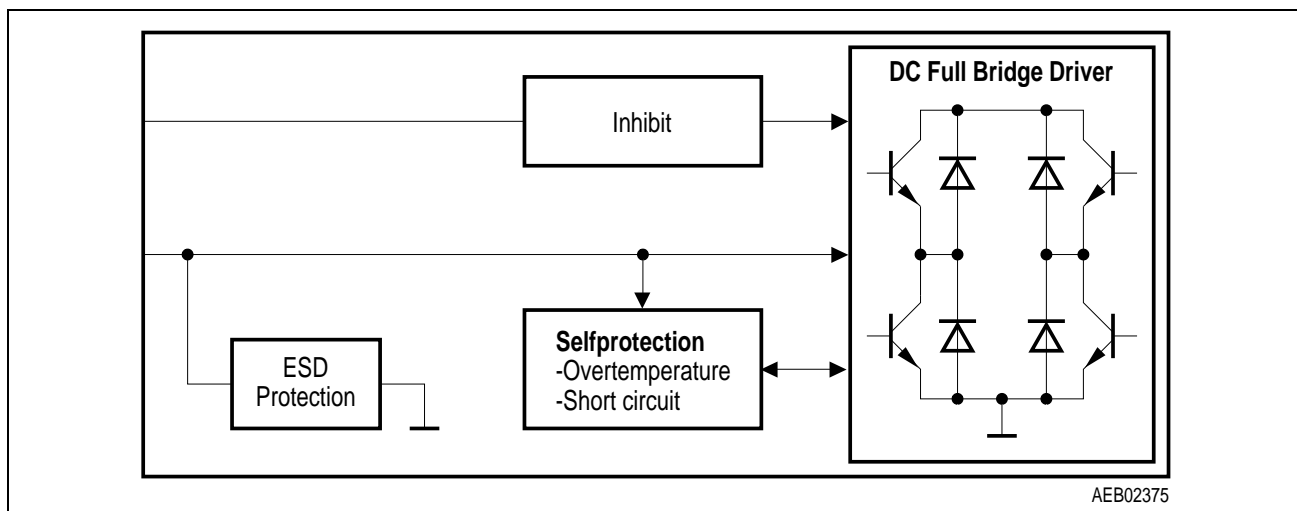 DC Full Bridge Driver
Inhibit
Selfprotection
-Overtemperature
-Short circuit
ESD
Protection
AEB02375